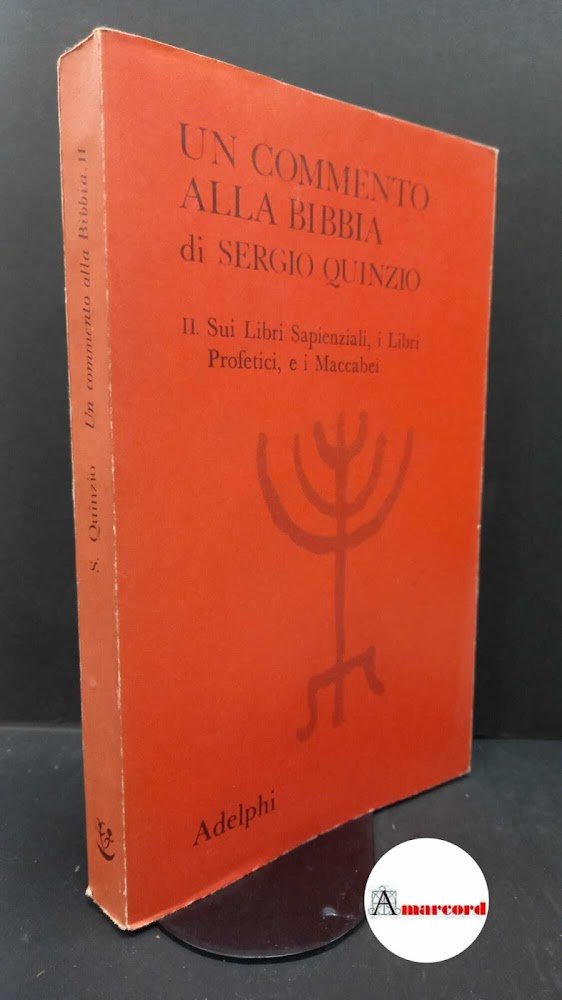 UN COMMENTO
ALLA BIBBIA
di SERGIO QUINZIO
II. Sui Libri Sapienziali, i Libri
Profetici, e i Maccabei
Adelphi
S. Quinzio Un commento alla Bibbia. II
Amarcord